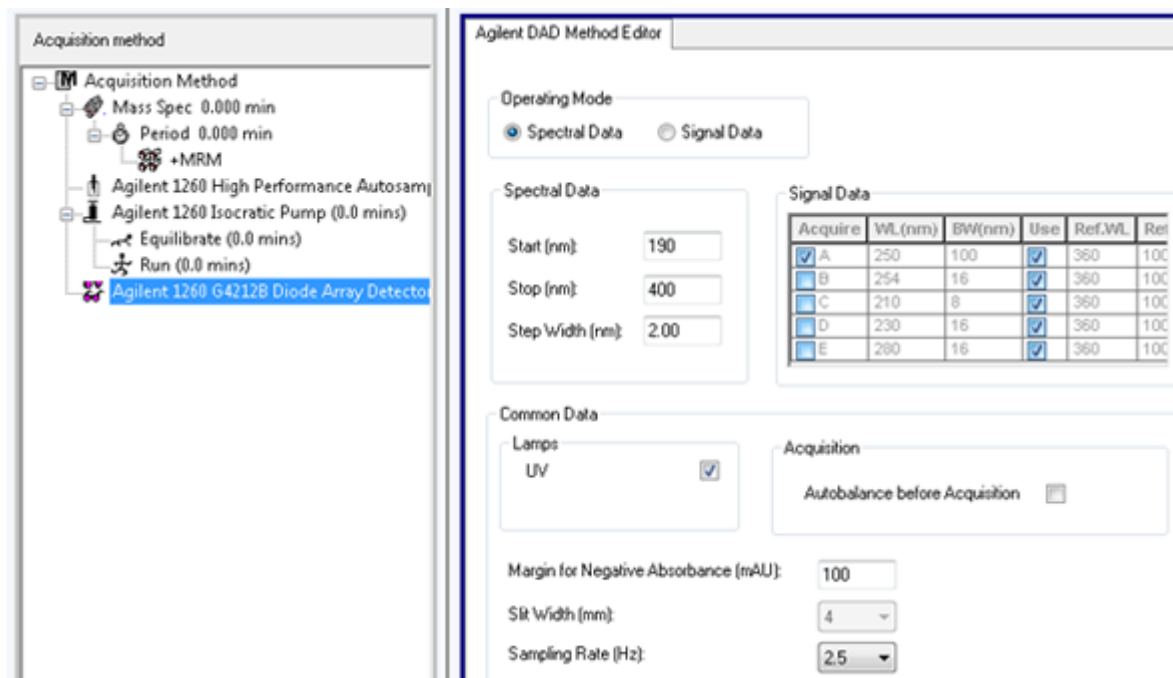 Acquisition method
Acquisition Method
Mass Spec 0.000 min
Period 0.000 min
+MRM
Agilent 1260 High Performance Autosamp
Agilent 1260 Isocratic Pump (0.0 mins)
Equilibrate (0.0 mins)
Run (0.0 mins)
Agilent 1260 G4212B Diode Array Detector
Agilent DAD Method Editor
Operating Mode
Spectral Data Signal Data
Spectral Data
Start (nm): 190
Stop (nm): 400
Step Width (nm): 2.00
Signal Data
Acquire WL(nm) BW(nm) Use Ref.WL Ref
A 250 100 360 100
B 254 16 360 100
C 210 8 360 100
D 230 16 360 100
E 280 16 360 100
Common Data
Lamps
UV
Acquisition
Autobalance before Acquisition
Margin for Negative Absorbance (mAU): 100
Slit Width (mm): 4
Sampling Rate (Hz): 2.5